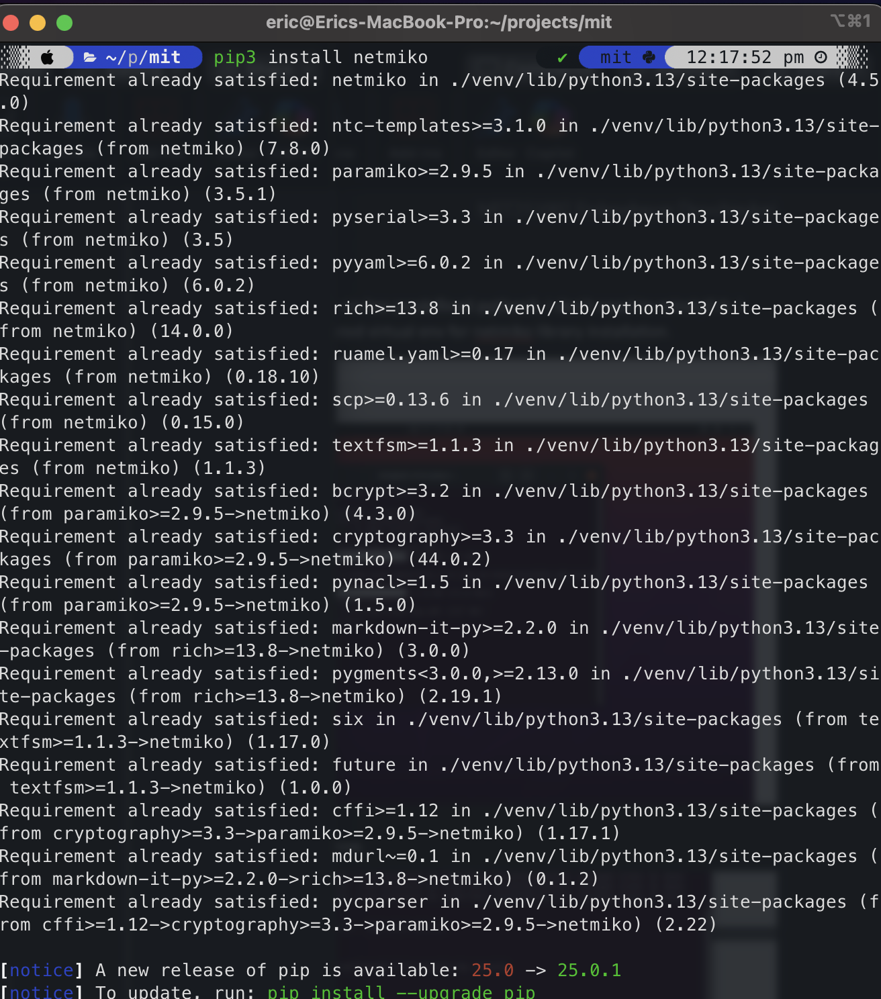 eric@Erics-MacBook-Pro:~/projects/mit ⌥⌘1
~/p/mit pip3 install netmiko ✔ mit 12:17:52 pm
Requirement already satisfied: netmiko in ./venv/lib/python3.13/site-packages (4.5
.0)
Requirement already satisfied: ntc-templates>=3.1.0 in ./venv/lib/python3.13/site-
packages (from netmiko) (7.8.0)
Requirement already satisfied: paramiko>=2.9.5 in ./venv/lib/python3.13/site-packa
ges (from netmiko) (3.5.1)
Requirement already satisfied: pyserial>=3.3 in ./venv/lib/python3.13/site-package
s (from netmiko) (3.5)
Requirement already satisfied: pyyaml>=6.0.2 in ./venv/lib/python3.13/site-package
s (from netmiko) (6.0.2)
Requirement already satisfied: rich>=13.8 in ./venv/lib/python3.13/site-packages (
from netmiko) (14.0.0)
Requirement already satisfied: ruamel.yaml>=0.17 in ./venv/lib/python3.13/site-pac
kages (from netmiko) (0.18.10)
Requirement already satisfied: scp>=0.13.6 in ./venv/lib/python3.13/site-packages
(from netmiko) (0.15.0)
Requirement already satisfied: textfsm>=1.1.3 in ./venv/lib/python3.13/site-packag
es (from netmiko) (1.1.3)
Requirement already satisfied: bcrypt>=3.2 in ./venv/lib/python3.13/site-packages
(from paramiko>=2.9.5->netmiko) (4.3.0)
Requirement already satisfied: cryptography>=3.3 in ./venv/lib/python3.13/site-pac
kages (from paramiko>=2.9.5->netmiko) (44.0.2)
Requirement already satisfied: pynacl>=1.5 in ./venv/lib/python3.13/site-packages
(from paramiko>=2.9.5->netmiko) (1.5.0)
Requirement already satisfied: markdown-it-py>=2.2.0 in ./venv/lib/python3.13/site
-packages (from rich>=13.8->netmiko) (3.0.0)
Requirement already satisfied: pygments<3.0.0,>=2.13.0 in ./venv/lib/python3.13/si
te-packages (from rich>=13.8->netmiko) (2.19.1)
Requirement already satisfied: six in ./venv/lib/python3.13/site-packages (from te
xtfsm>=1.1.3->netmiko) (1.17.0)
Requirement already satisfied: future in ./venv/lib/python3.13/site-packages (from
 textfsm>=1.1.3->netmiko) (1.0.0)
Requirement already satisfied: cffi>=1.12 in ./venv/lib/python3.13/site-packages (
from cryptography>=3.3->paramiko>=2.9.5->netmiko) (1.17.1)
Requirement already satisfied: mdurl~=0.1 in ./venv/lib/python3.13/site-packages (
from markdown-it-py>=2.2.0->rich>=13.8->netmiko) (0.1.2)
Requirement already satisfied: pycparser in ./venv/lib/python3.13/site-packages (f
rom cffi>=1.12->cryptography>=3.3->paramiko>=2.9.5->netmiko) (2.22)
[notice] A new release of pip is available: 25.0 -> 25.0.1
[notice] To update, run: pip install --upgrade pip